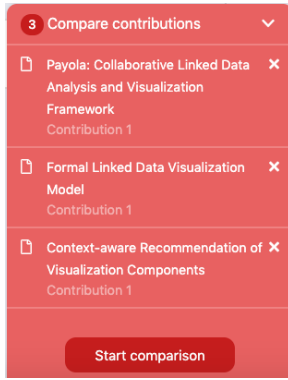 3 Compare contributions
Payola: Collaborative Linked Data
Analysis and Visualization
Framework
Contribution 1
Formal Linked Data Visualization
Model
Contribution 1
Context-aware Recommendation of
Visualization Components
Contribution 1
Start comparison